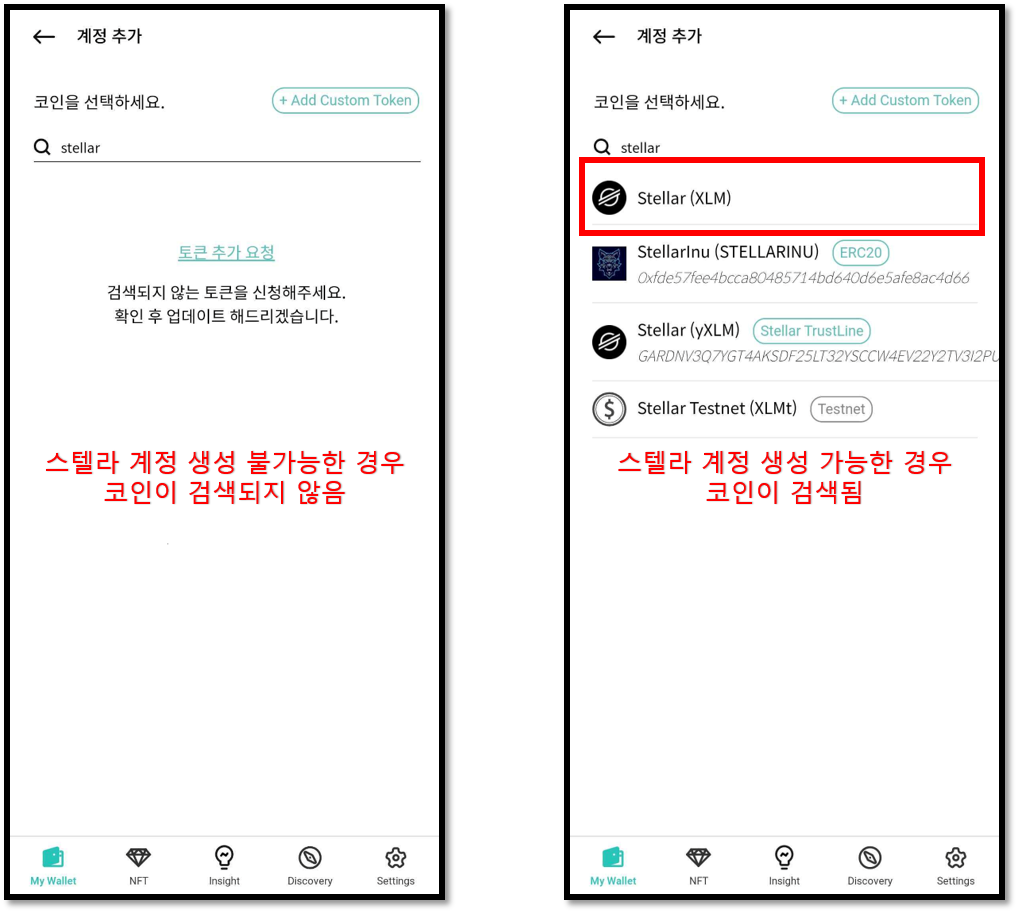 계정 추가
코인을 선택하세요.
+ Add Custom Token
stellar
토큰 추가 요청
검색되지 않는 토큰을 신청해주세요.
확인 후 업데이트 해드리겠습니다.
스텔라 계정 생성 불가능한 경우
코인이 검색되지 않음
My Wallet
NFT
Insight
Discovery
Settings
계정 추가
코인을 선택하세요.
+ Add Custom Token
stellar
Stellar (XLM)
StellarInu (STELLARINU) ERC20
0xfde57fee4bcca80485714bd640d6e5afe8ac4d66
Stellar (yXLM) Stellar TrustLine
GARDNV3Q7YGT4AKSDF25LT32YSCCW4EV22Y2TV3I2PU
Stellar Testnet (XLMt) Testnet
스텔라 계정 생성 가능한 경우
코인이 검색됨
My Wallet
NFT
Insight
Discovery
Settings